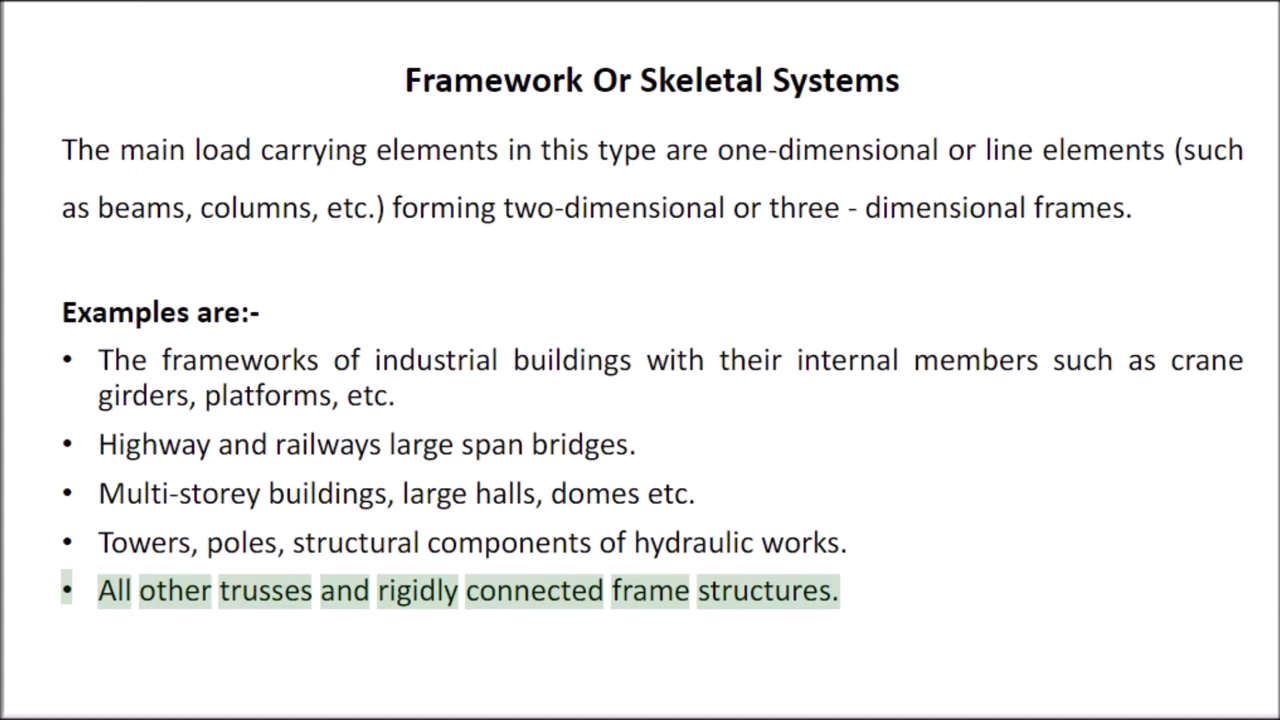 Framework Or Skeletal Systems
The main load carrying elements in this type are one-dimensional or line elements (such
as beams, columns, etc.) forming two-dimensional or three - dimensional frames.
Examples are:-
• The frameworks of industrial buildings with their internal members such as crane
girders, platforms, etc.
• Highway and railways large span bridges.
• Multi-storey buildings, large halls, domes etc.
• Towers, poles, structural components of hydraulic works.
• All other trusses and rigidly connected frame structures.